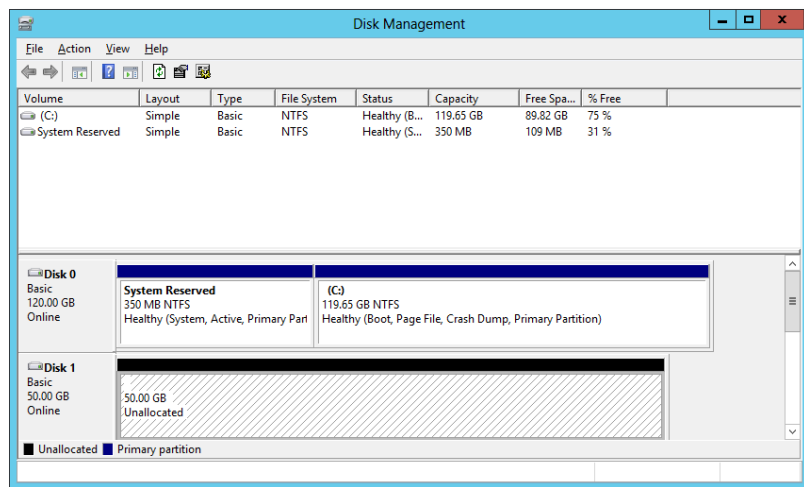 Disk Management
File Action View Help
Volume Layout Type File System Status Capacity Free Spa... % Free
(C:) Simple Basic NTFS Healthy (B... 119.65 GB 89.82 GB 75 %
System Reserved Simple Basic NTFS Healthy (S... 350 MB 109 MB 31 %
Disk 0
Basic
120.00 GB
Online
System Reserved
350 MB NTFS
Healthy (System, Active, Primary Part
(C:)
119.65 GB NTFS
Healthy (Boot, Page File, Crash Dump, Primary Partition)
Disk 1
Basic
50.00 GB
Online
50.00 GB
Unallocated
Unallocated Primary partition